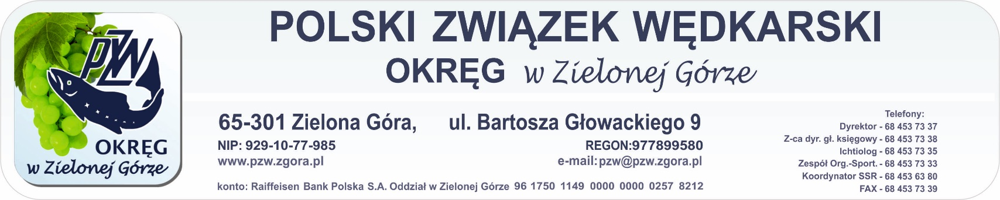 PZW
OKRĘG
w Zielonej Górze
POLSKI ZWIĄZEK WĘDKARSKI
OKRĘG w Zielonej Górze
65-301 Zielona Góra, ul. Bartosza Głowackiego 9
NIP: 929-10-77-985 REGON:977899580
www.pzw.zgora.pl e-mail: pzw@pzw.zgora.pl
konto: Raiffeisen Bank Polska S.A. Oddział w Zielonej Górze 96 1750 1149 0000 0000 0257 8212
Telefony:
Dyrektor - 68 453 73 37
Z-ca dyr. gł. księgowy - 68 453 73 38
Ichtiolog - 68 453 73 35
Zespół Org.-Sport. - 68 453 73 33
Koordynator SSR - 68 453 63 80
FAX - 68 453 73 39